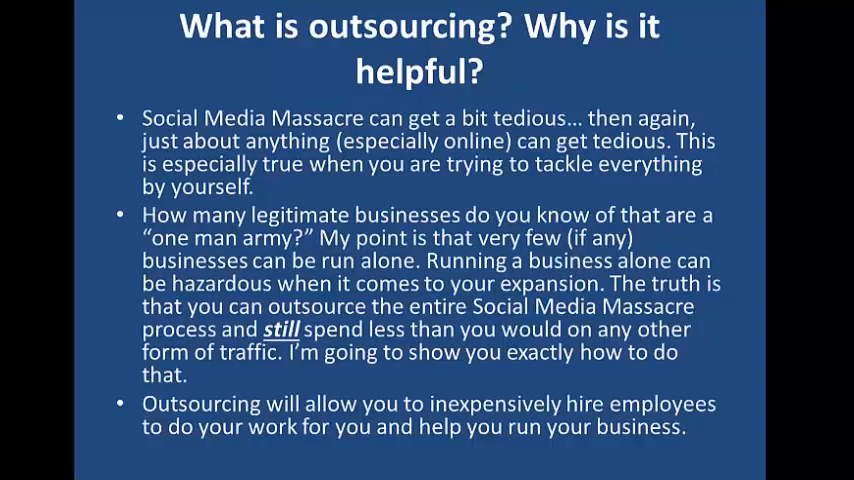 What is outsourcing? Why is it
helpful?
• Social Media Massacre can get a bit tedious… then again,
just about anything (especially online) can get tedious. This
is especially true when you are trying to tackle everything
by yourself.
• How many legitimate businesses do you know of that are a
“one man army?” My point is that very few (if any)
businesses can be run alone. Running a business alone can
be hazardous when it comes to your expansion. The truth is
that you can outsource the entire Social Media Massacre
process and still spend less than you would on any other
form of traffic. I’m going to show you exactly how to do
that.
• Outsourcing will allow you to inexpensively hire employees
to do your work for you and help you run your business.